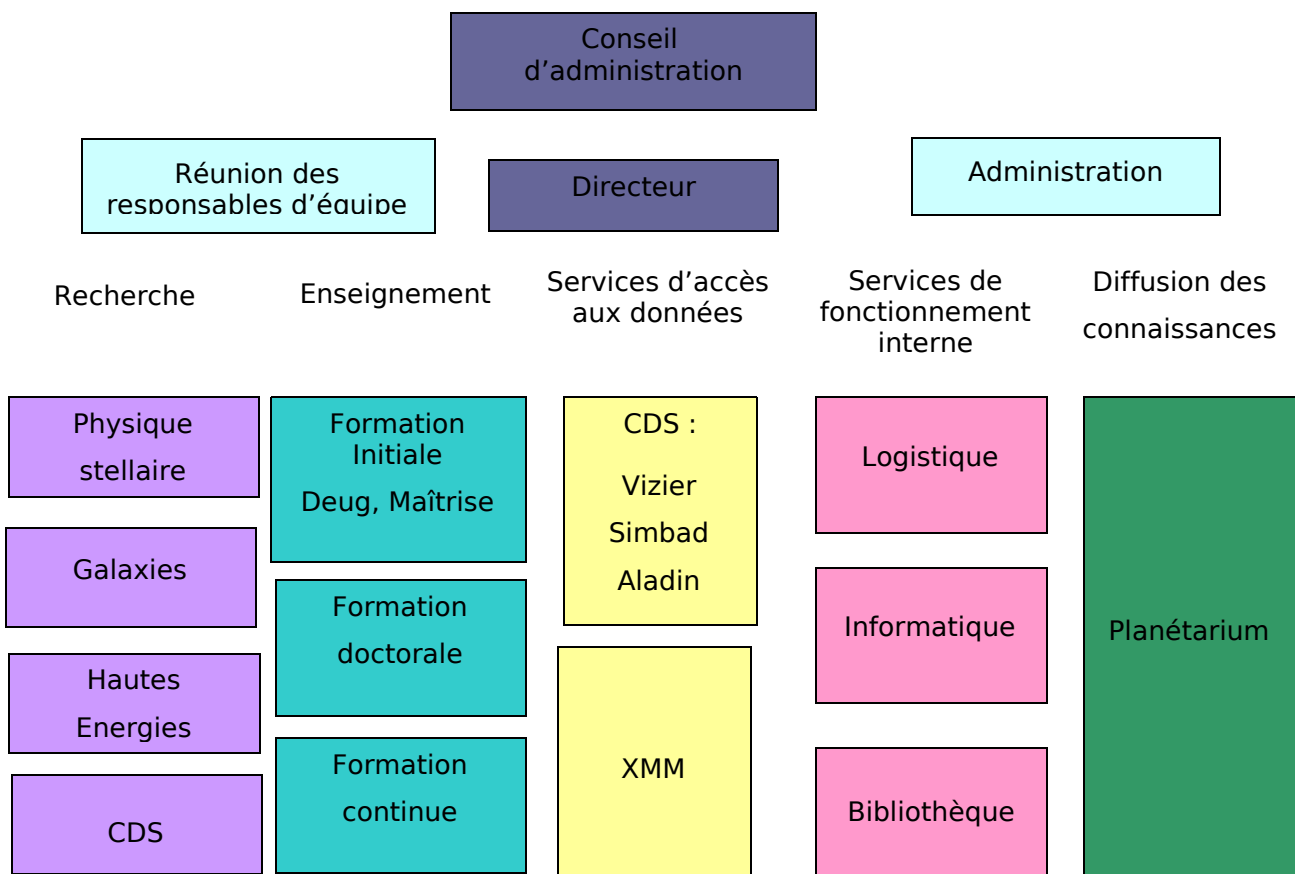 Conseil
d’administration
Réunion des
responsables d’équipe
Directeur
Administration
Recherche
Enseignement
Services d’accès
aux données
Services de
fonctionnement
interne
Diffusion des
connaissances
Physique
stellaire
Galaxies
Hautes
Energies
CDS
Formation
Initiale
Deug, Maîtrise
Formation
doctorale
Formation
continue
CDS :
Vizier
Simbad
Aladin
XMM
Logistique
Informatique
Bibliothèque
Planétarium